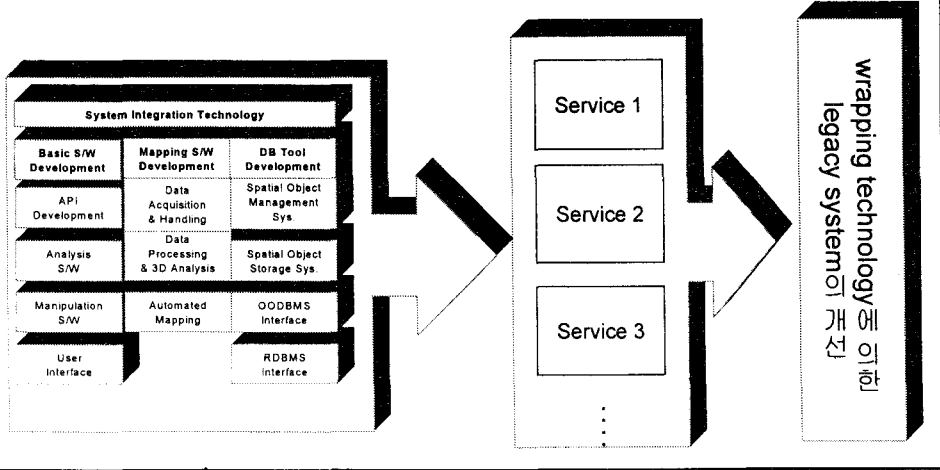 System Integration Technology
Basic S/W
Development
Mapping S/W
Development
DB Tool
Development
API
Development
Data
Acquisition
& Handling
Spatial Object
Management
Sys.
Analysis
S/W
Data
Processing
& 3D Analysis
Spatial Object
Storage Sys.
Manipulation
S/W
Automated
Mapping
OODBMS
Interface
User
Interface
RDBMS
Interface
Service 1
Service 2
Service 3
wrapping technology에 의한
legacy system의 개선